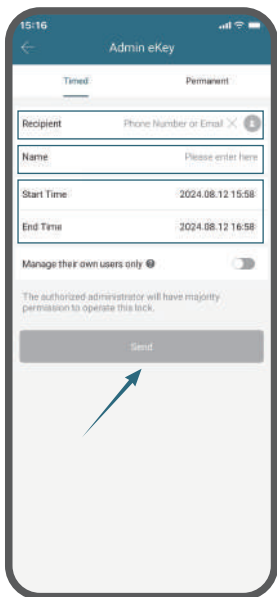 15:16
Admin eKey
Timed Permanent
Recipient Phone Number or Email
Name Please enter here
Start Time 2024.08.12 15:58
End Time 2024.08.12 16:58
Manage their own users only
The authorized administrator will have majority
permission to operate this lock.
Send